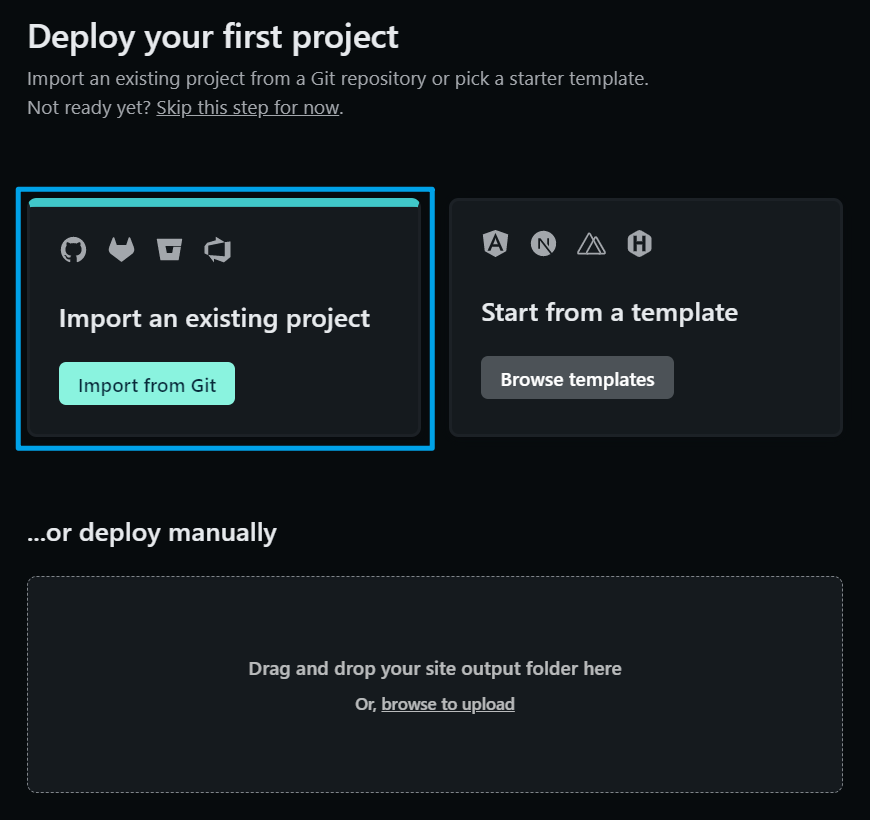 Deploy your first project
Import an existing project from a Git repository or pick a starter template.
Not ready yet? Skip this step for now.
Import an existing project
Import from Git
Start from a template
Browse templates
...or deploy manually
Drag and drop your site output folder here
Or, browse to upload